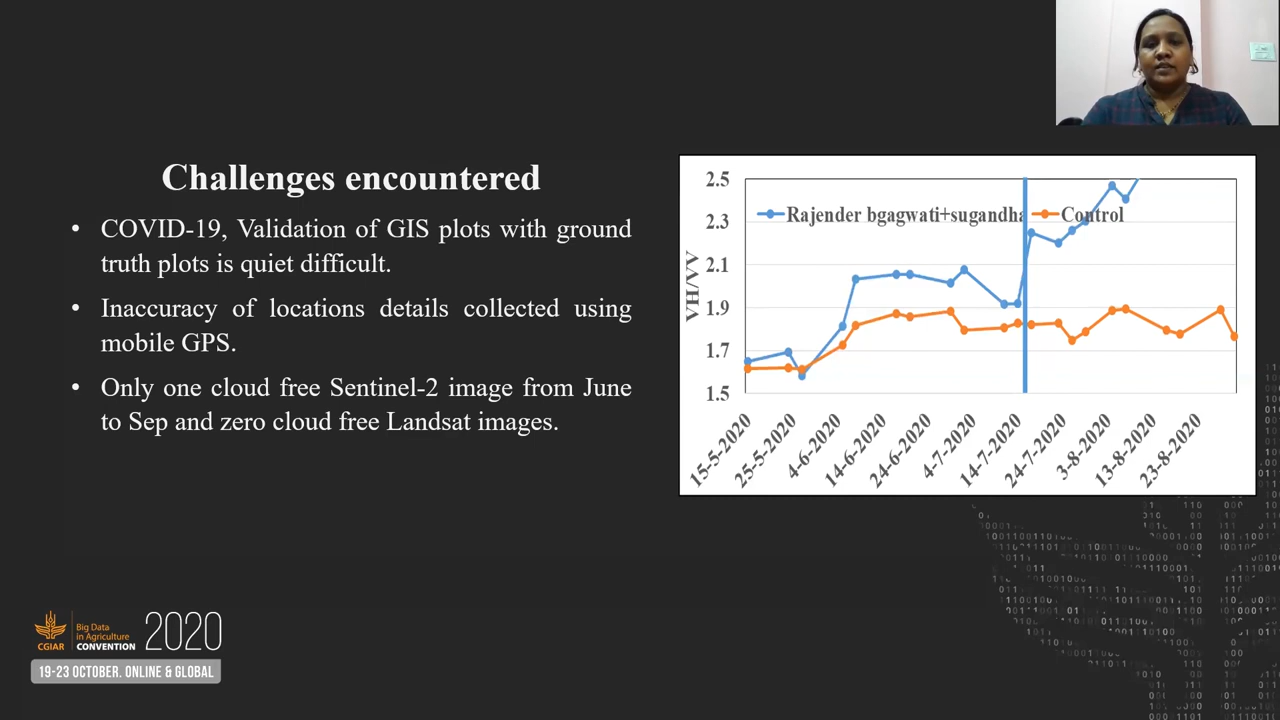 Challenges encountered
• COVID-19, Validation of GIS plots with ground
truth plots is quiet difficult.
• Inaccuracy of locations details collected using
mobile GPS.
• Only one cloud free Sentinel-2 image from June
to Sep and zero cloud free Landsat images.
2.5
2.3
2.1
1.9
1.7
1.5
VH/VV
Rajender bgagwati+sugandha
Control
15-5-2020
25-5-2020
4-6-2020
14-6-2020
24-6-2020
4-7-2020
14-7-2020
24-7-2020
3-8-2020
13-8-2020
23-8-2020
CGIAR
Big Data
in Agriculture
CONVENTION
2020
19-23 OCTOBER. ONLINE & GLOBAL